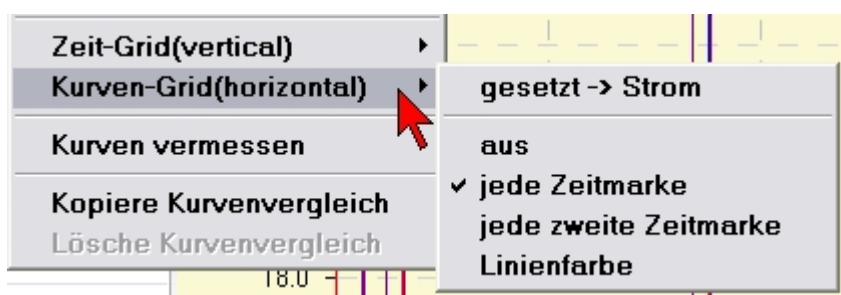 Zeit-Grid(vertical)
Kurven-Grid(horizontal)
Kurven vermessen
Kopiere Kurvenvergleich
Lösche Kurvenvergleich
gesetzt -> Strom
aus
jede Zeitmarke
jede zweite Zeitmarke
Linienfarbe
18.0